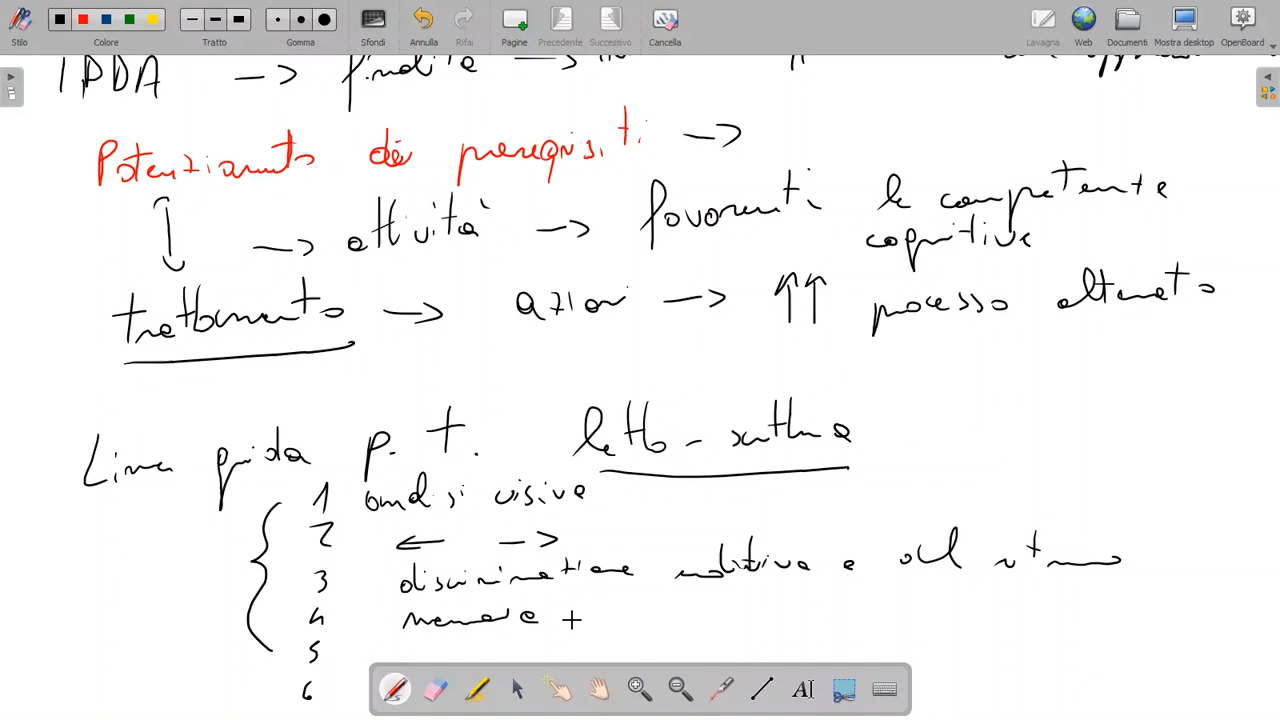 Stilo Colore Tratto Gomma Sfondi Annulla Rifai Pagine Precedente Successivo Cancella Lavagna Web Documenti Mostra desktop OpenBoard
IPDA → finalità →
Potenziamento dei prerequisiti →
→ attività → favorenti le competenze
cognitive
trattamento → azioni → ↑↑ processo alterato
Linee guida p. t. letto-scrittura
1 analisi visiva
2 ← →
3 discriminazione uditiva e del ritmo
4 memoria +
5
6